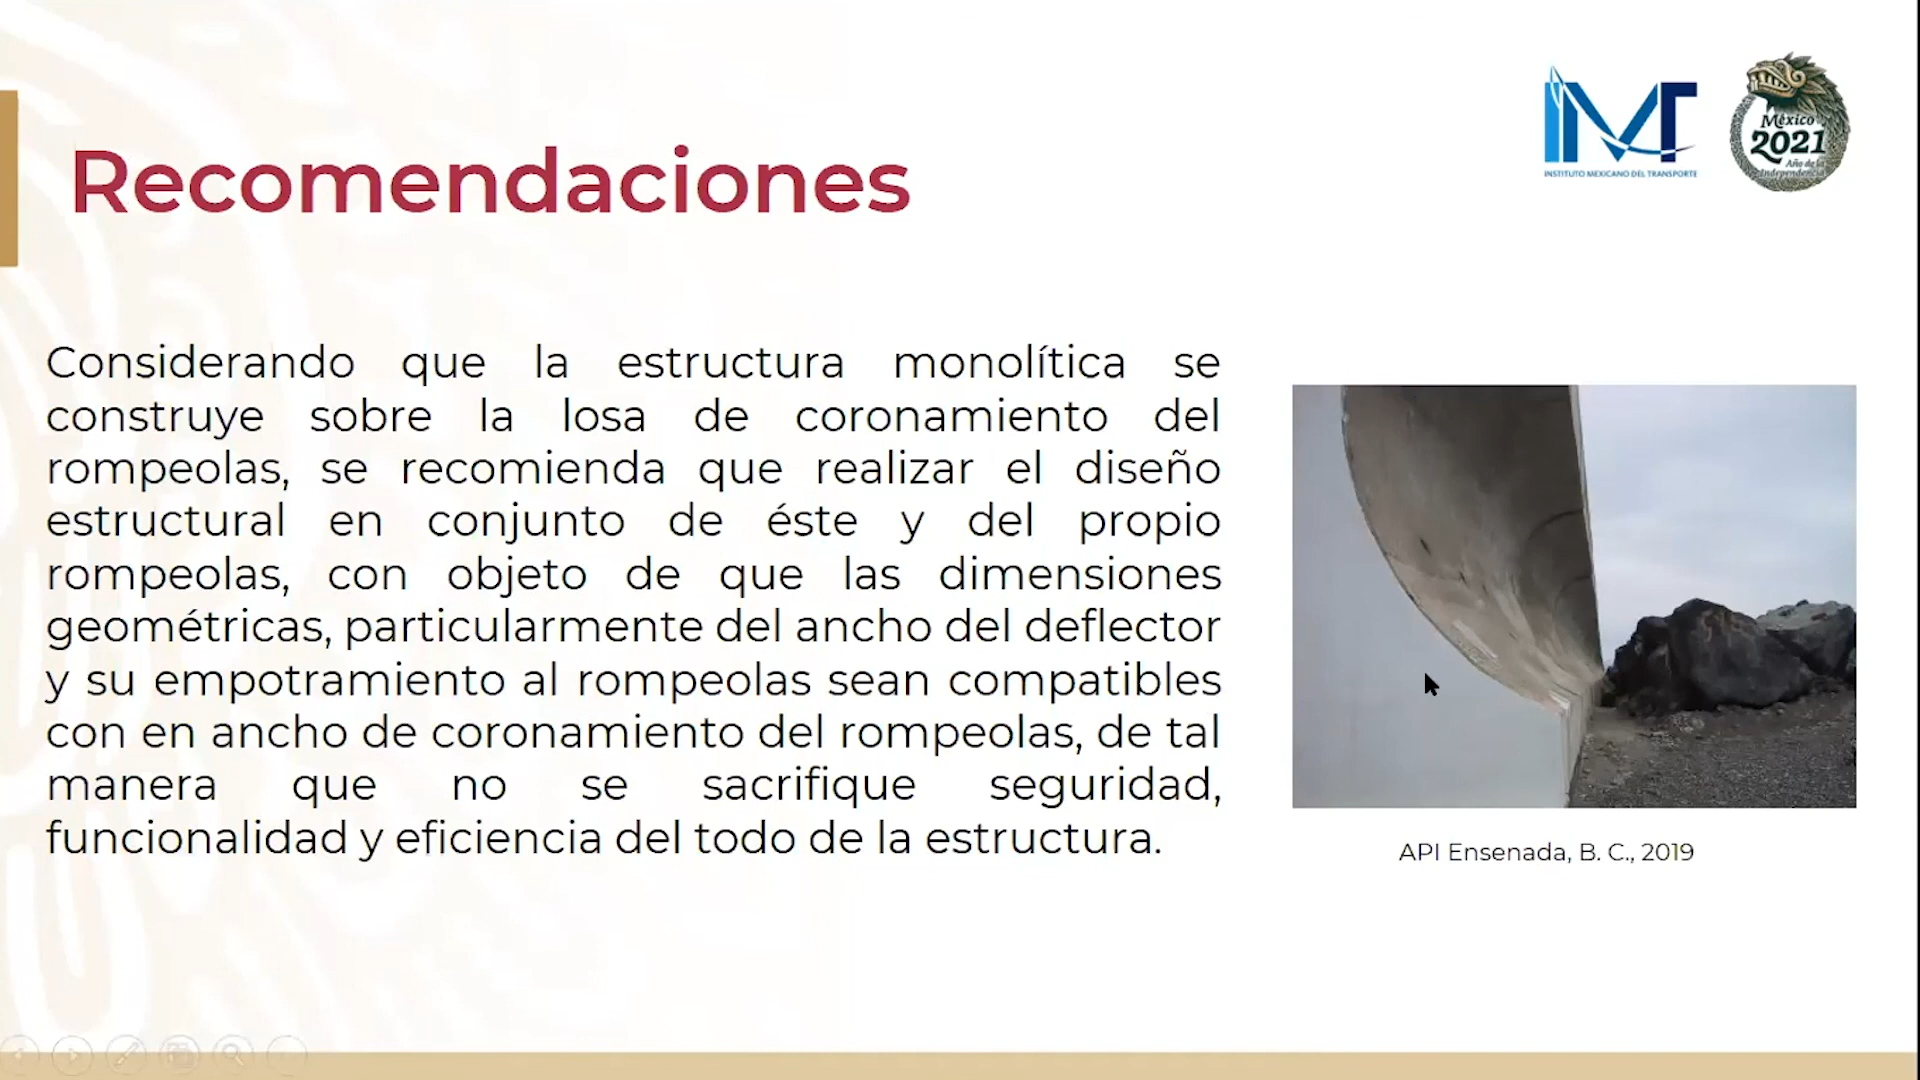 Recomendaciones
INSTITUTO MEXICANO DEL TRANSPORTE
México
2021
Año de la
Independencia
Considerando que la estructura monolítica se
construye sobre la losa de coronamiento del
rompeolas, se recomienda que realizar el diseño
estructural en conjunto de éste y del propio
rompeolas, con objeto de que las dimensiones
geométricas, particularmente del ancho del deflector
y su empotramiento al rompeolas sean compatibles
con en ancho de coronamiento del rompeolas, de tal
manera que no se sacrifique seguridad,
funcionalidad y eficiencia del todo de la estructura.
API Ensenada, B. C., 2019